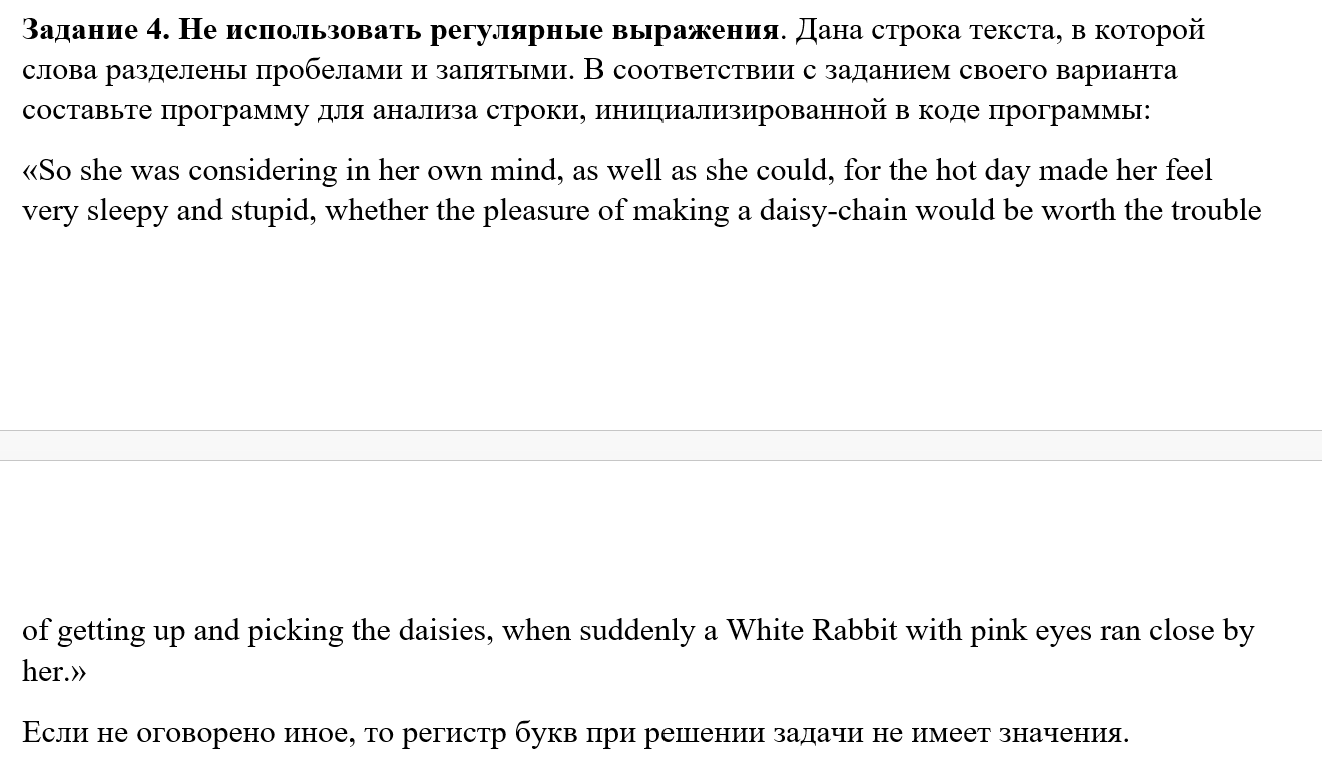 Задание 4. Не использовать регулярные выражения. Дана строка текста, в которой
слова разделены пробелами и запятыми. В соответствии с заданием своего варианта
составьте программу для анализа строки, инициализированной в коде программы:
«So she was considering in her own mind, as well as she could, for the hot day made her feel
very sleepy and stupid, whether the pleasure of making a daisy-chain would be worth the trouble
of getting up and picking the daisies, when suddenly a White Rabbit with pink eyes ran close by
her.»
Если не оговорено иное, то регистр букв при решении задачи не имеет значения.